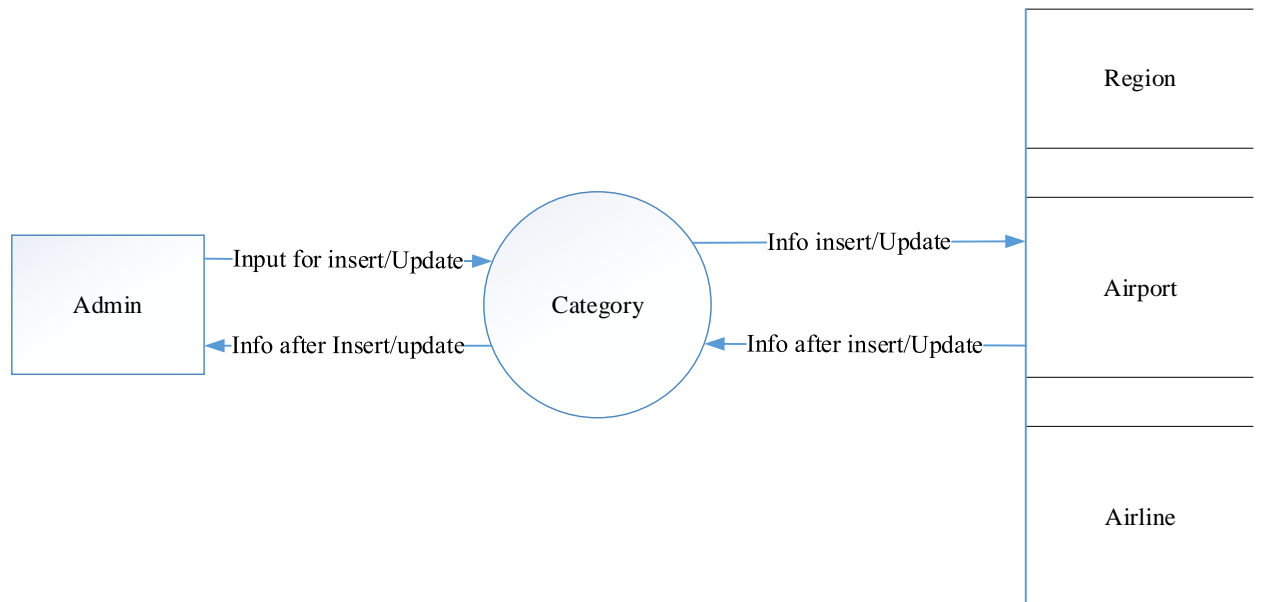 Region
Info insert/Update
Input for insert/Update
Airport
Admin
Category
Info after Insert/update
Info after insert/Update
Airline